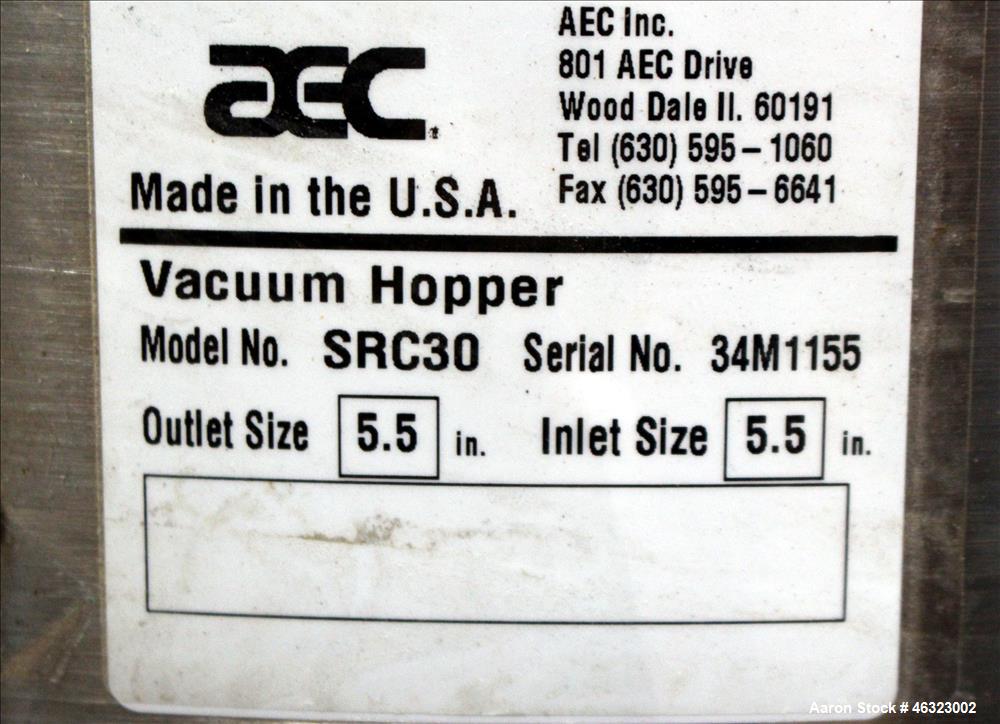 AEC
AEC Inc.
801 AEC Drive
Wood Dale Il. 60191
Tel (630) 595-1060
Fax (630) 595-6641
Made in the U.S.A.
Vacuum Hopper
Model No. SRC30 Serial No. 34M1155
Outlet Size 5.5 in. Inlet Size 5.5 in.
Aaron Stock # 46323002